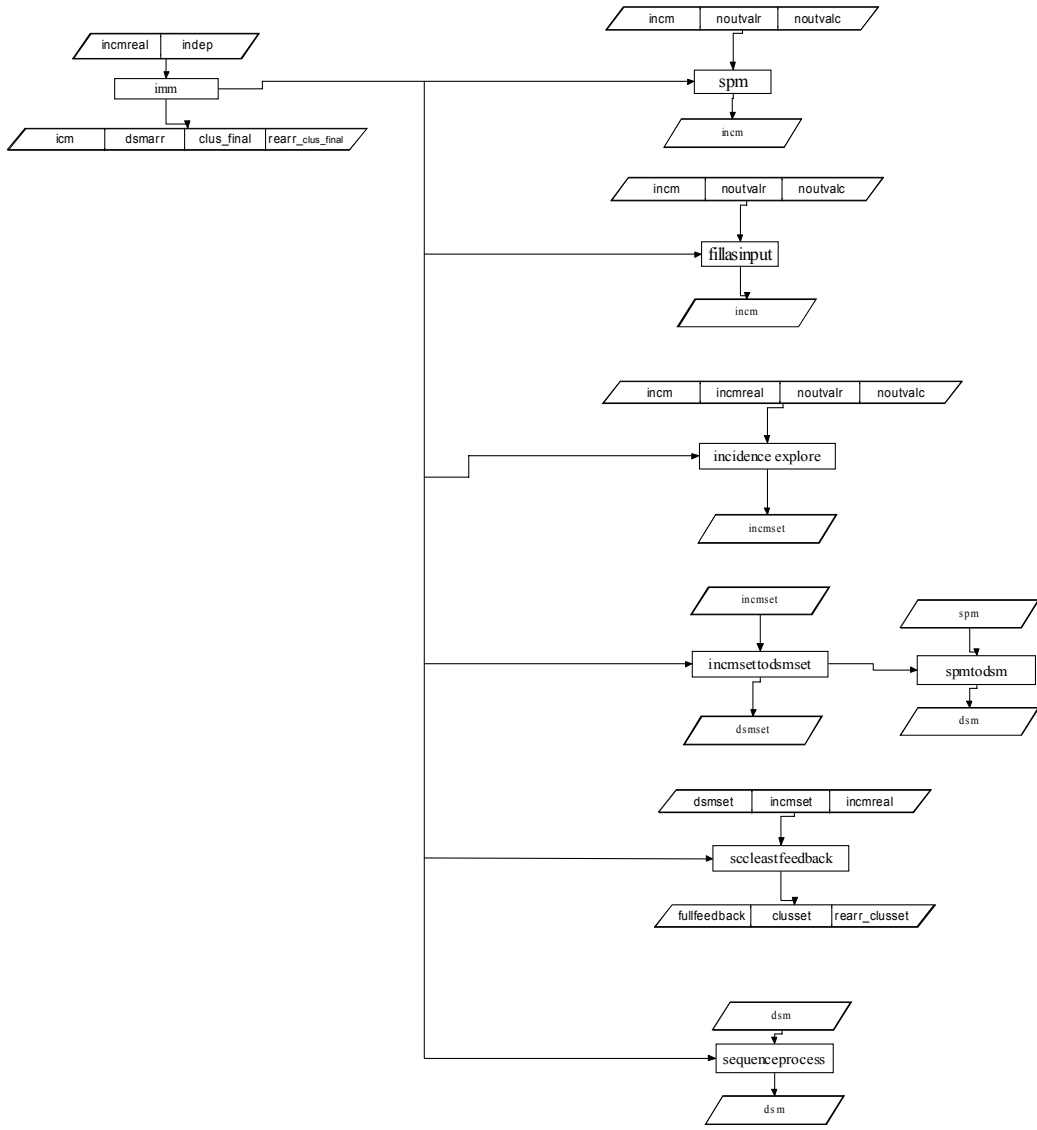 incmreal indep
imm
icm dsmarr clus_final rearr_clus_final
incm noutvalr noutvalc
spm
incm
incm noutvalr noutvalc
fillasinput
incm
incm incmreal noutvalr noutvalc
incidence explore
incmset
incmset
incmsettodsmset
dsmset
spm
spmtodsm
dsm
dsmset incmset incmreal
sccleastfeedback
fullfeedback clusset rearr_clusset
dsm
sequenceprocess
dsm